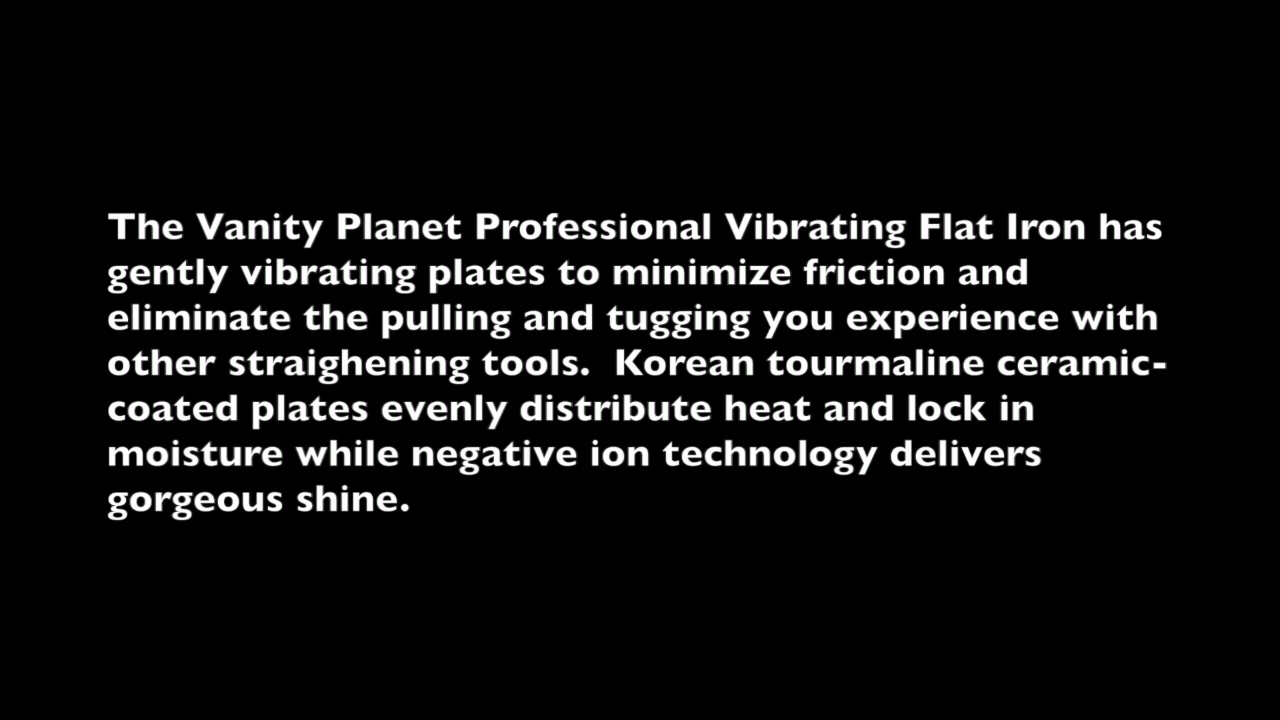 The Vanity Planet Professional Vibrating Flat Iron has
gently vibrating plates to minimize friction and
eliminate the pulling and tugging you experience with
other straighening tools.  Korean tourmaline ceramic-
coated plates evenly distribute heat and lock in
moisture while negative ion technology delivers
gorgeous shine.